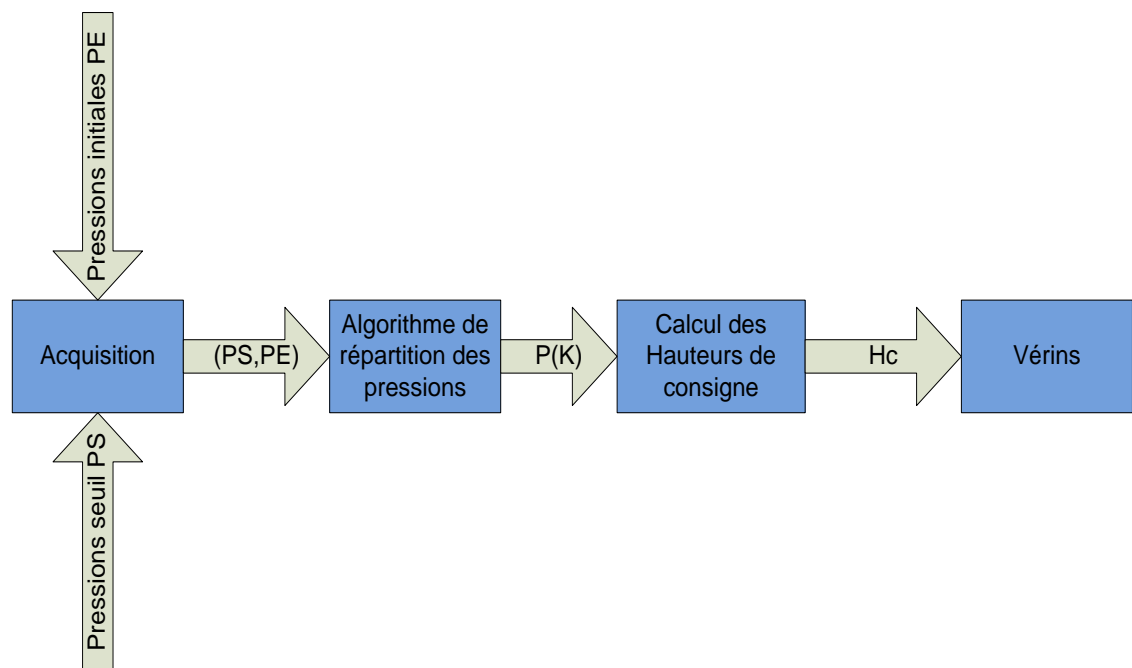 Pressions initiales PE
Acquisition
(PS,PE)
Algorithme de
répartition des
pressions
P(K)
Calcul des
Hauteurs de
consigne
Hc
Vérins
Pressions seuil PS